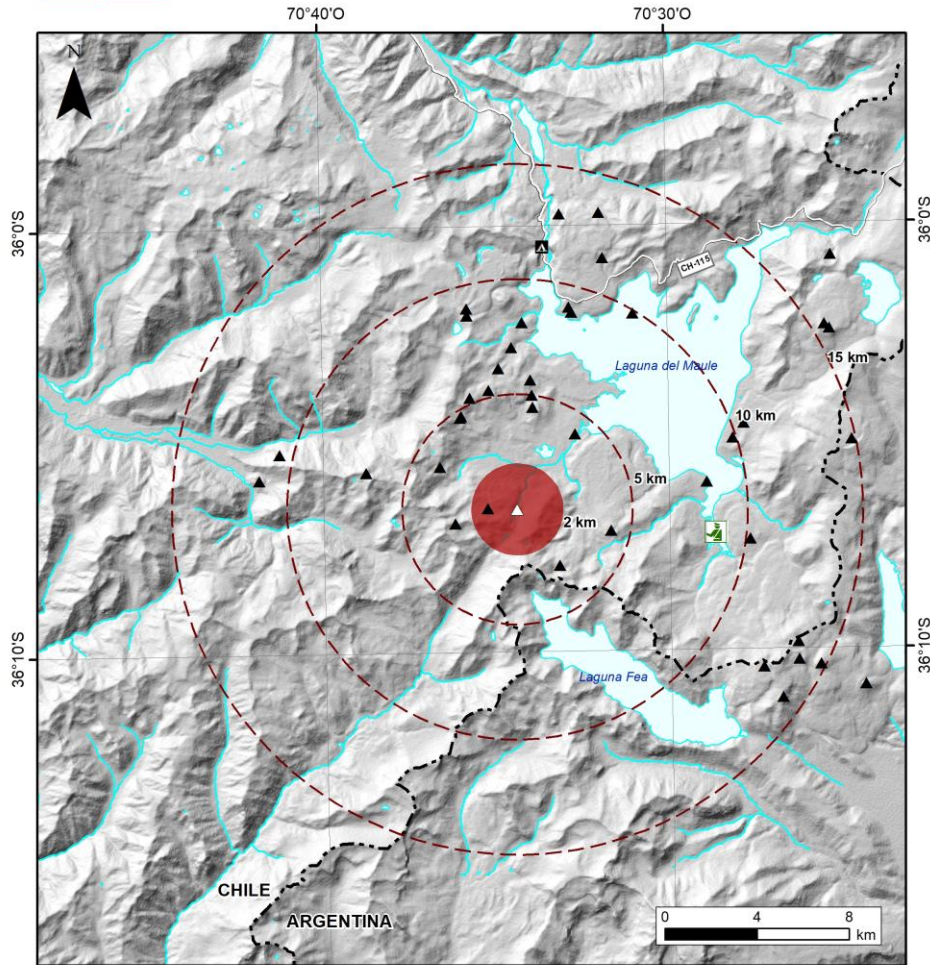 70°40'O
70°30'O
N
36°0'S
36°0'S
CH-115
Laguna del Maule
15 km
10 km
5 km
2 km
36°10'S
36°10'S
Laguna Fea
CHILE
ARGENTINA
0 4 8
km